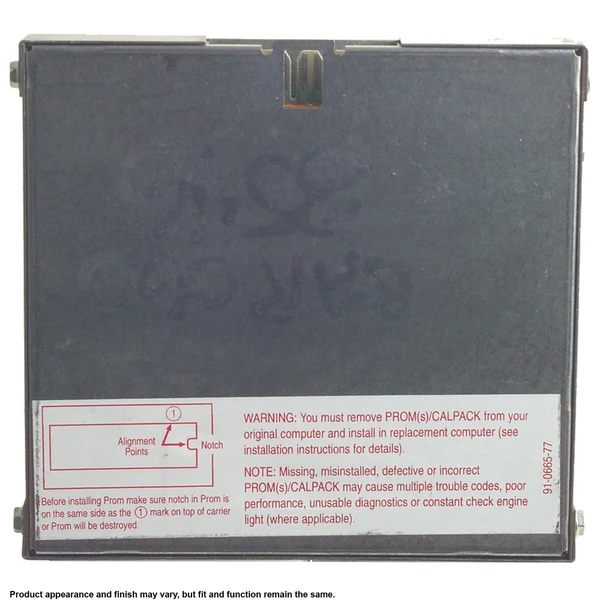 1
Alignment
Points
Notch
Before installing Prom make sure notch in Prom is
on the same side as the 1 mark on top of carrier
or Prom will be destroyed.
WARNING: You must remove PROM(s)/CALPACK from your
original computer and install in replacement computer (see
installation instructions for details).
NOTE: Missing, misinstalled, defective or incorrect
PROM(s)/CALPACK may cause multiple trouble codes, poor
performance, unusable diagnostics or constant check engine
light (where applicable).
91-0665-77
Product appearance and finish may vary, but fit and function remain the same.